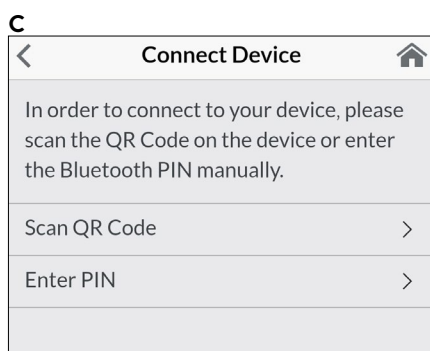 C
Connect Device
In order to connect to your device, please
scan the QR Code on the device or enter
the Bluetooth PIN manually.
Scan QR Code
Enter PIN